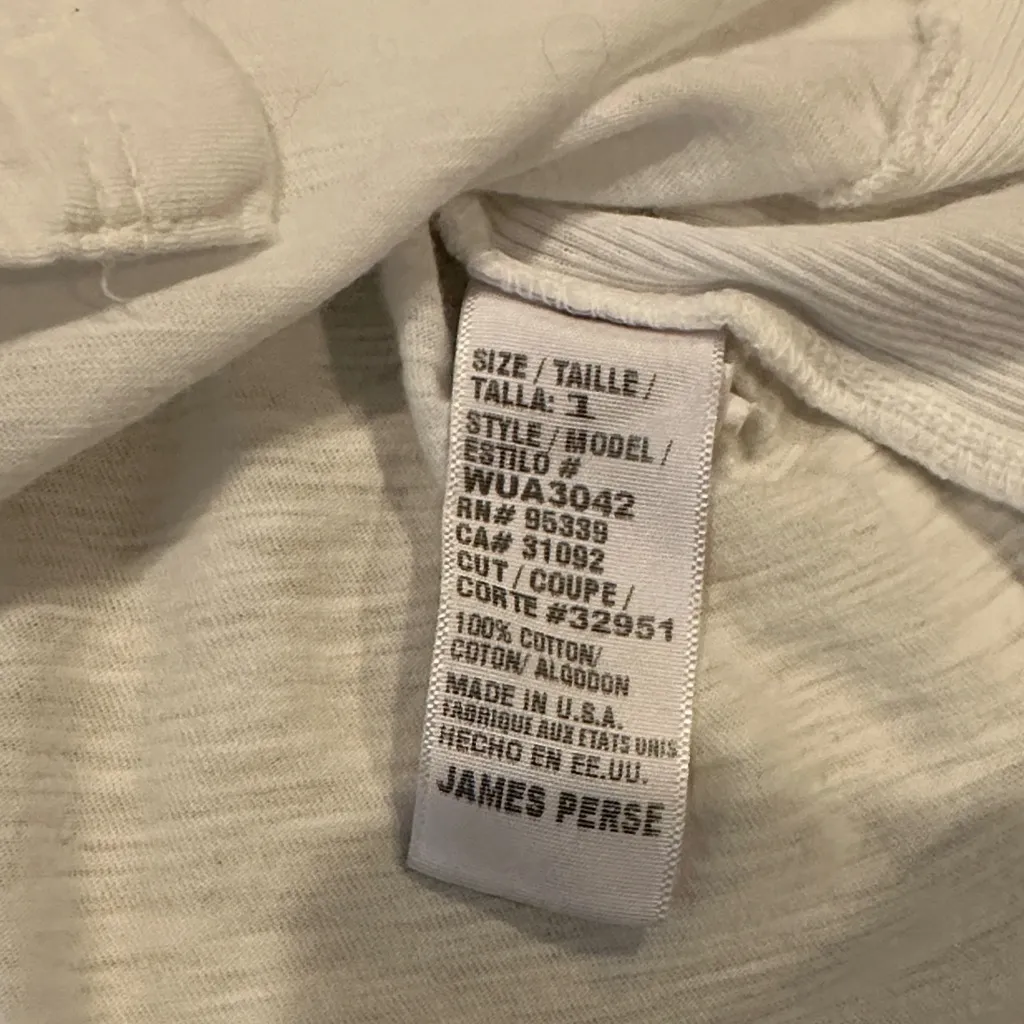 SIZE / TAILLE /
TALLA: 1
STYLE / MODEL /
ESTILO #
WUA3042
RN# 95339
CA# 31092
CUT / COUPE /
CORTE #32951
100% COTTON/
COTON/ ALGODON
MADE IN U.S.A.
FABRIQUE AUX ETATS UNIS
HECHO EN EE.UU.
JAMES PERSE